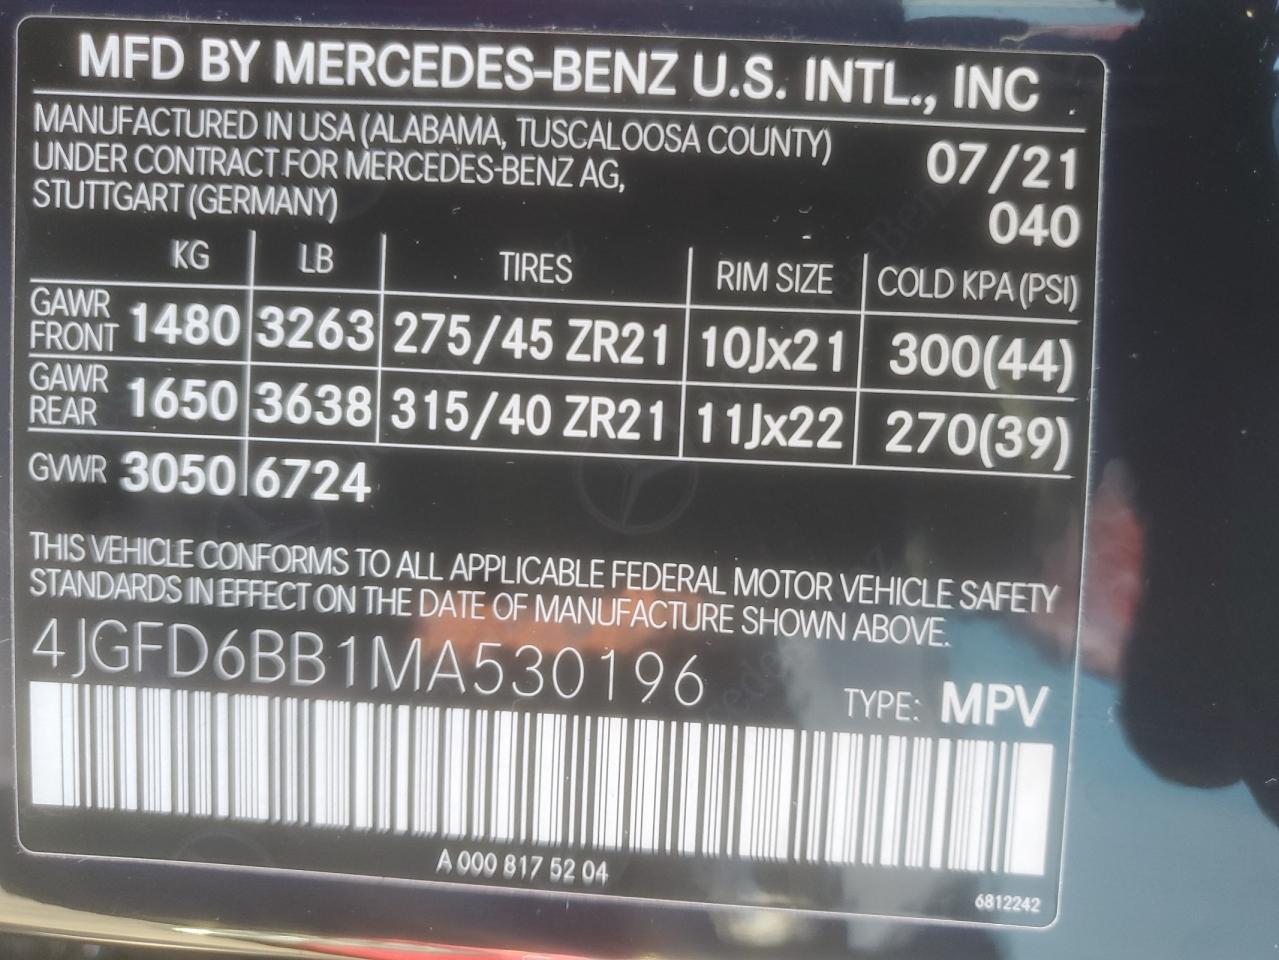 MFD BY MERCEDES-BENZ U.S. INTL., INC
MANUFACTURED IN USA (ALABAMA, TUSCALOOSA COUNTY)
UNDER CONTRACT FOR MERCEDES-BENZ AG,
STUTTGART (GERMANY)
07/21
040
KG LB TIRES RIM SIZE COLD KPA (PSI)
GAWR FRONT 1480 3263 275/45 ZR21 10Jx21 300(44)
GAWR REAR 1650 3638 315/40 ZR21 11Jx22 270(39)
GVWR 3050 6724
THIS VEHICLE CONFORMS TO ALL APPLICABLE FEDERAL MOTOR VEHICLE SAFETY
STANDARDS IN EFFECT ON THE DATE OF MANUFACTURE SHOWN ABOVE.
4JGFD6BB1MA530196
TYPE: MPV
A 000 817 52 04
6812242